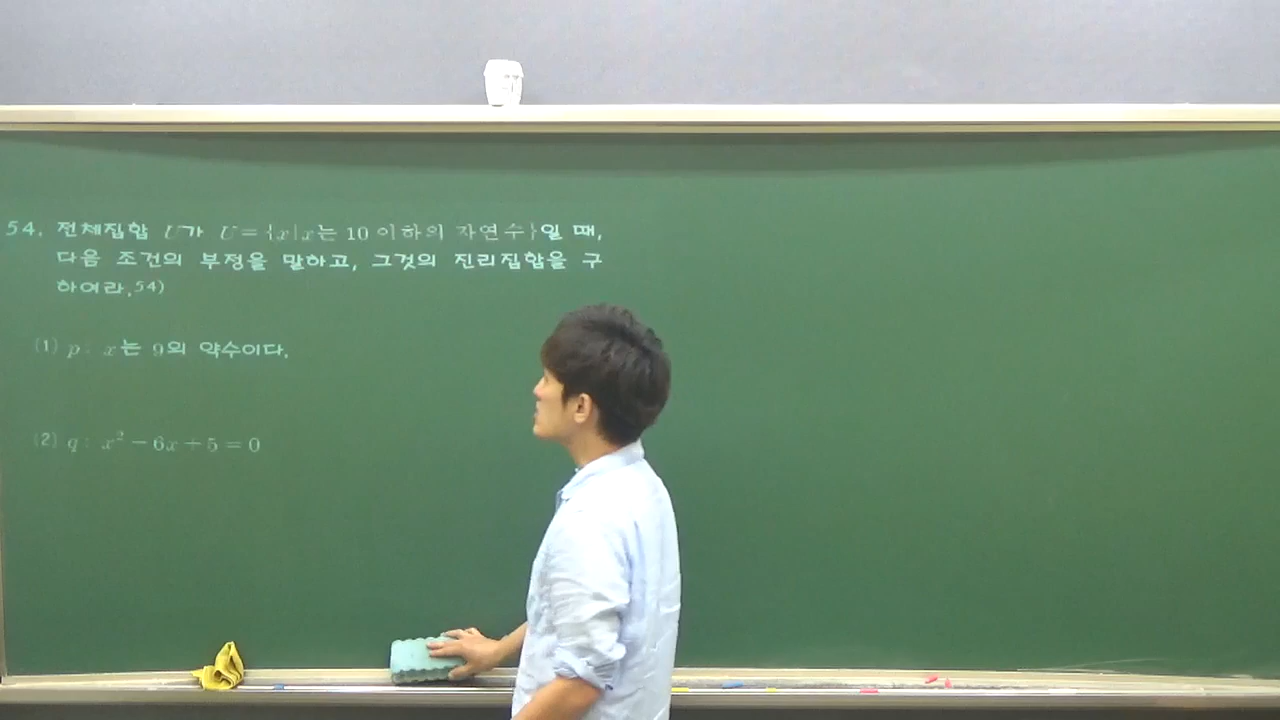 54. 전체집합 U가 U={x|x는 10 이하의 자연수}일 때,
다음 조건의 부정을 말하고, 그것의 진리집합을 구
하여라.54)
(1) p : x는 9의 약수이다.
(2) q : x² − 6x + 5 = 0